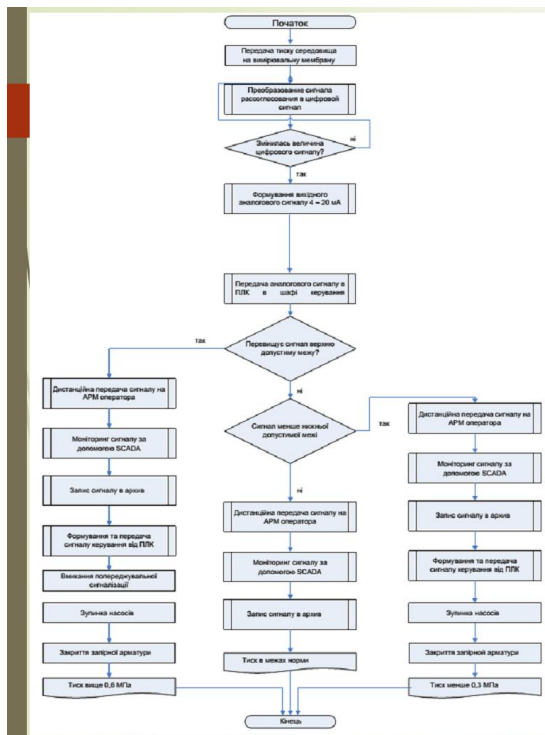 Початок
Передача тиску середовища
на вимірювальну мембрану
Преобразование сигнала
рассогласования в цифровой
сигнал
Змінилась величина
цифрового сигналу?
ні
так
Формування вихідного
аналогового сигналу 4 – 20 мА
Передача аналогового сигналу в
ПЛК в шафі керування
Перевищує сигнал верхню
допустиму межу?
так
ні
Дистанційна передача сигналу на
АРМ оператора
Моніторинг сигналу за
допомогою SCADA
Запис сигналу в архив
Формування та передача
сигналу керування від ПЛК
Вмикання попереджувальної
сигналізації
Зупинка насосів
Закриття запірної арматури
Тиск вище 0,6 МПа
Сигнал менше нижньої
допустимої межі
так
ні
Дистанційна передача сигналу на
АРМ оператора
Моніторинг сигналу за
допомогою SCADA
Запис сигналу в архив
Тиск в межах норми
Дистанційна передача сигналу на
АРМ оператора
Моніторинг сигналу за
допомогою SCADA
Запис сигналу в архив
Формування та передача
сигналу керування від ПЛК
Зупинка насосів
Закриття запірної арматури
Тиск менше 0,3 МПа
Кінець